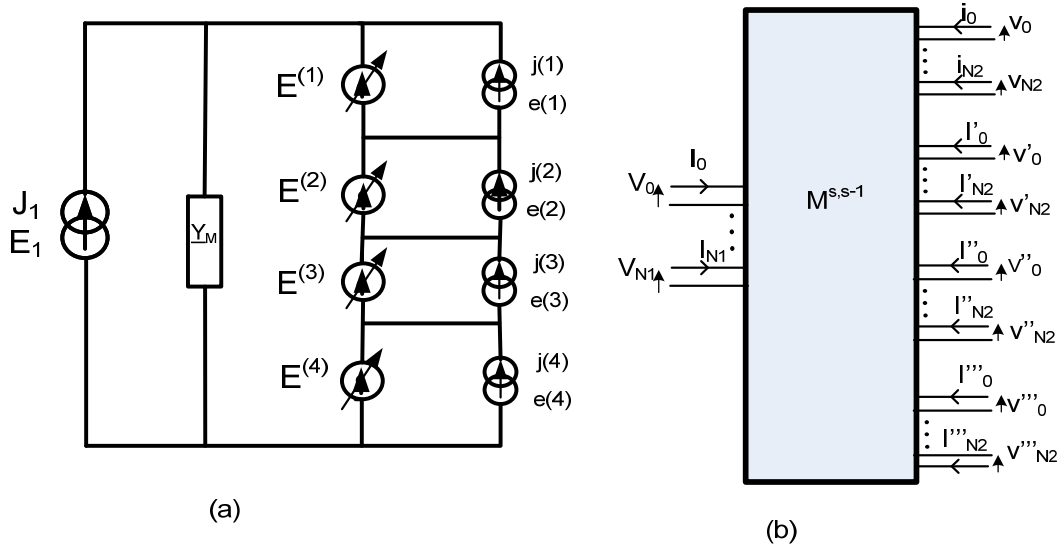 E(1)
j(1)
e(1)
E(2)
j(2)
e(2)
J1
E1
YM
E(3)
j(3)
e(3)
E(4)
j(4)
e(4)
(a)
V0
I0
VN1
IN1
Ms,s-1
i0
v0
iN2
vN2
I'0
v'0
I'N2
v'N2
I''0
v''0
I''N2
v''N2
I'''0
v'''0
I'''N2
v'''N2
(b)